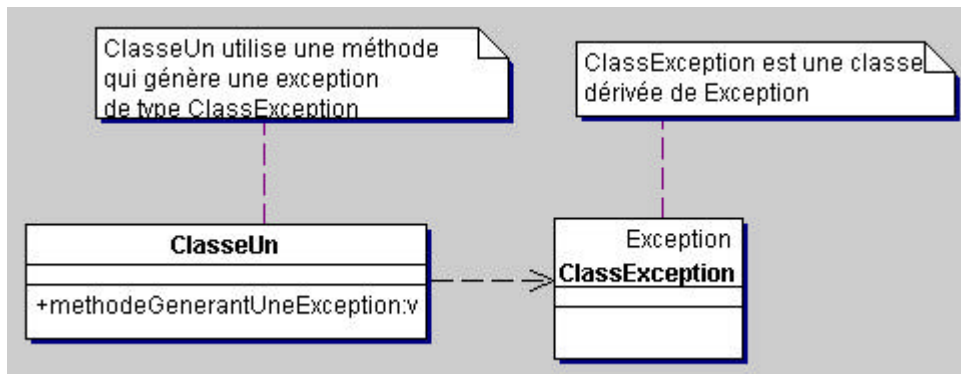 ClasseUn utilise une méthode
qui génère une exception
de type ClassException
ClassException est une classe
dérivée de Exception
ClasseUn
+methodeGenerantUneException:v
Exception
ClassException